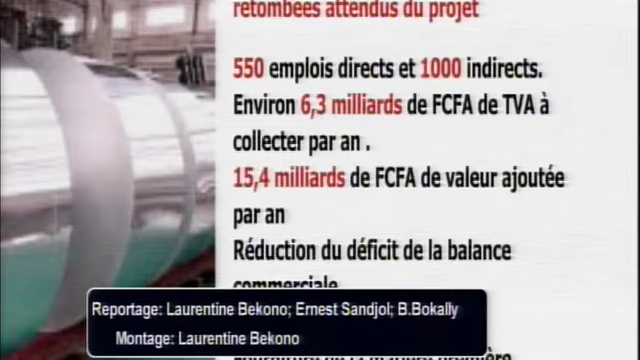 retombées attendus du projet
550 emplois directs et 1000 indirects.
Environ 6,3 milliards de FCFA de TVA à
collecter par an .
15,4 milliards de FCFA de valeur ajoutée
par an
Réduction du déficit de la balance
commerciale
Reportage: Laurentine Bekono; Ernest Sandjol; B.Bokally
Montage: Laurentine Bekono